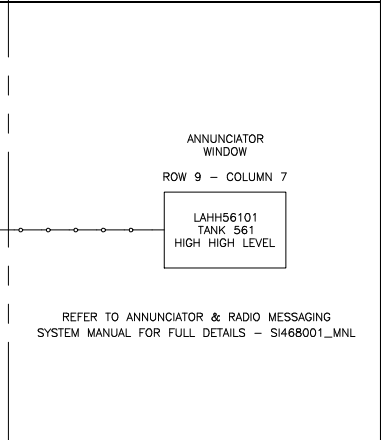 ANNUNCIATOR
WINDOW
ROW 9 – COLUMN 7
LAHH56101
TANK 561
HIGH HIGH LEVEL
REFER TO ANNUNCIATOR & RADIO MESSAGING
SYSTEM MANUAL FOR FULL DETAILS – SI468001_MNL